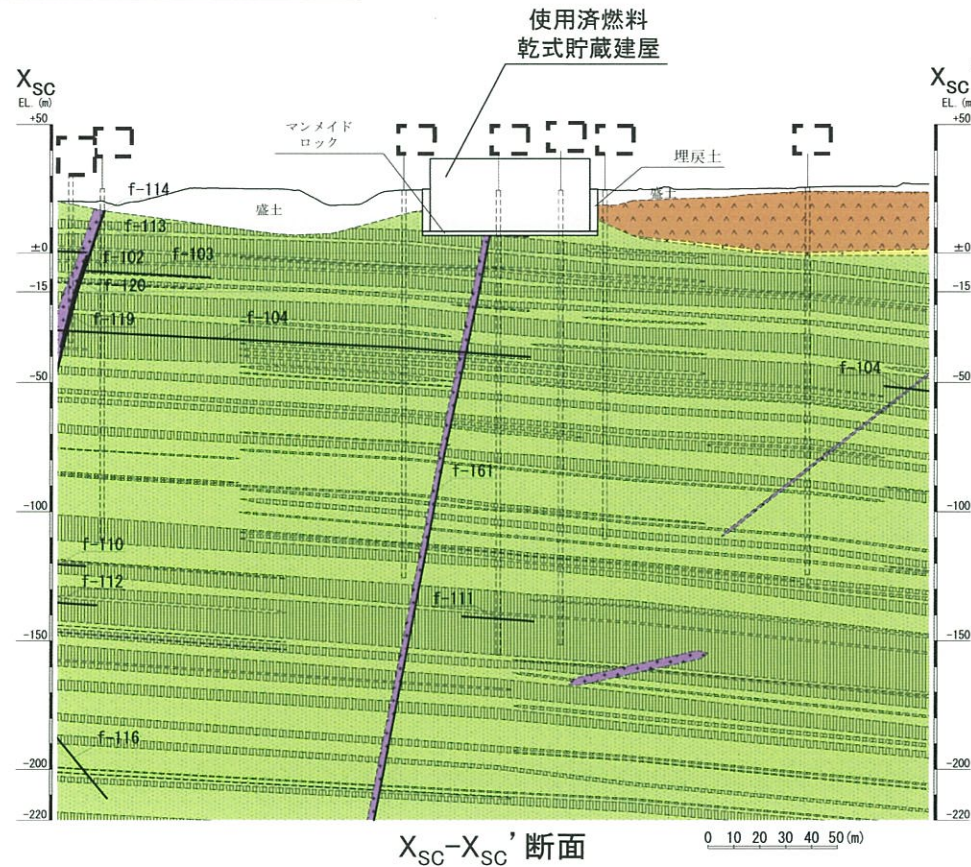 使用済燃料
乾式貯蔵建屋
X_SC
EL. (m)
X_SC
EL. (m)
+50
+50
マンメイド
ロック
埋戻土
f-114
盛土
盛土
f-113
±0
±0
f-102
f-103
-15
-15
f-120
f-119
f-104
-50
-50
f-104
f-161
-100
-100
f-110
f-112
f-111
-150
-150
f-116
-200
-200
-220
-220
X_SC-X_SC'断面
0 10 20 30 40 50(m)